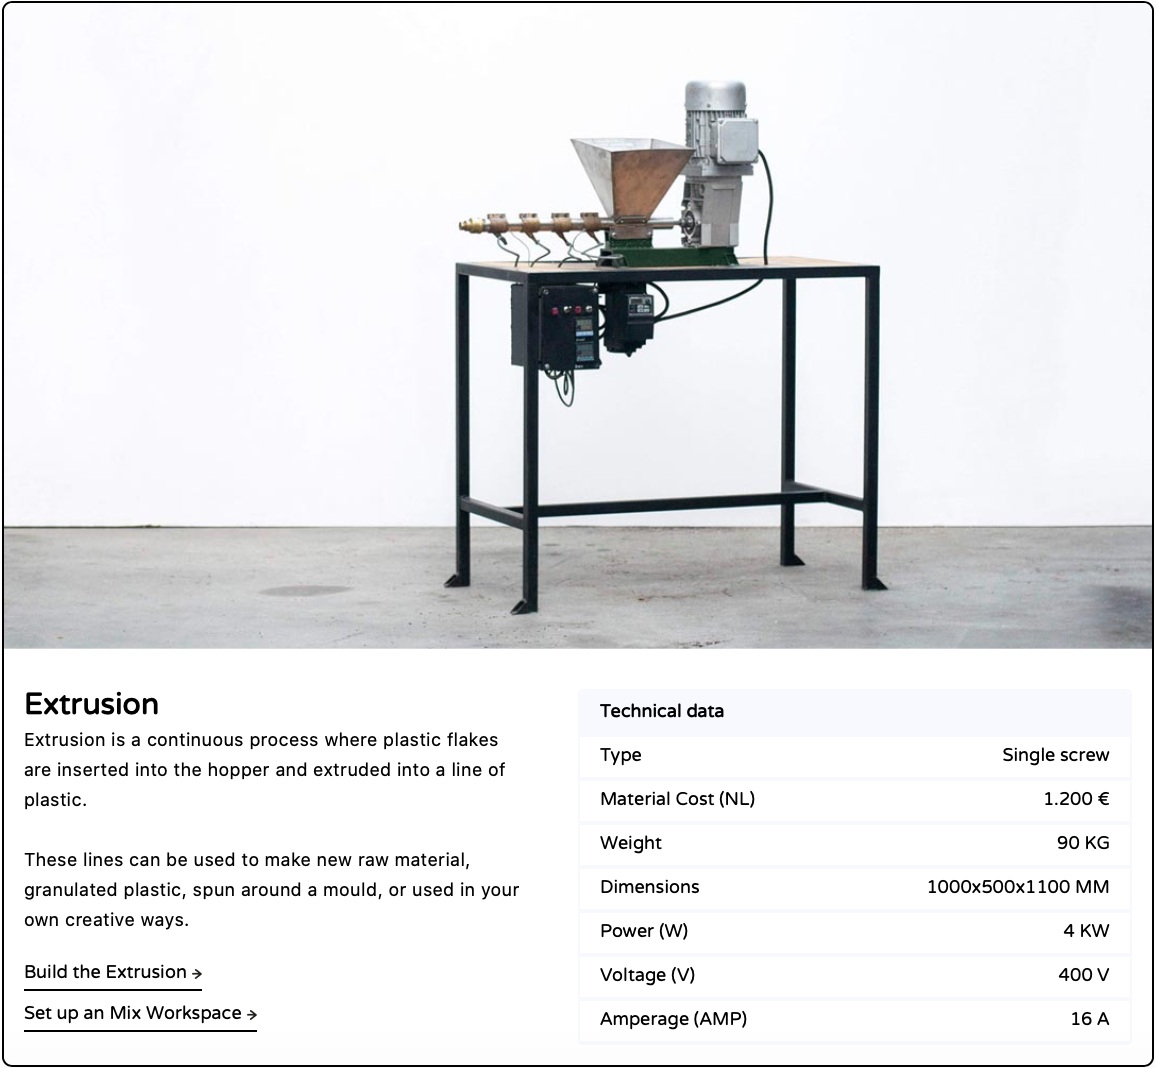 Extrusion
Extrusion is a continuous process where plastic flakes
are inserted into the hopper and extruded into a line of
plastic.
These lines can be used to make new raw material,
granulated plastic, spun around a mould, or used in your
own creative ways.
Build the Extrusion →
Set up an Mix Workspace →
Technical data
Type Single screw
Material Cost (NL) 1.200 €
Weight 90 KG
Dimensions 1000x500x1100 MM
Power (W) 4 KW
Voltage (V) 400 V
Amperage (AMP) 16 A